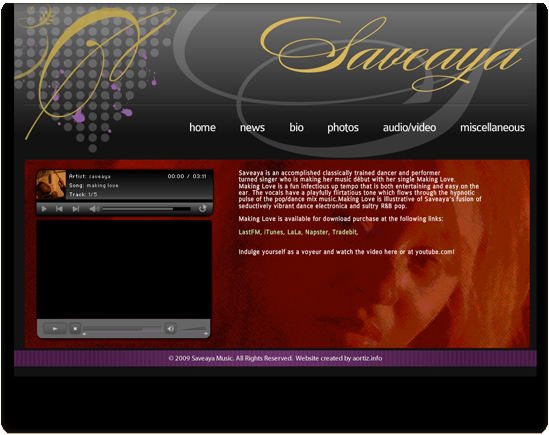 Saveaya
home news bio photos audio/video miscellaneous
Artist: saveaya 00:00 / 03:11
Song: making love
Track: 1/5
Saveaya is an accomplished classically trained dancer and performer
turned singer who is making her music début with her single Making Love.
Making Love is a fun infectious up tempo that is both entertaining and easy on the
ear. The vocals have a playfully flirtatious tone which flows through the hypnotic
pulse of the pop/dance mix music.Making Love is illustrative of Saveaya's fusion of
seductively vibrant dance electronica and sultry R&B pop.
Making Love is available for download purchase at the following links:
LastFM, iTunes, LaLa, Napster, Tradebit,
Indulge yourself as a voyeur and watch the video here or at youtube.com!
© 2009 Saveaya Music. All Rights Reserved. Website created by aortiz.info